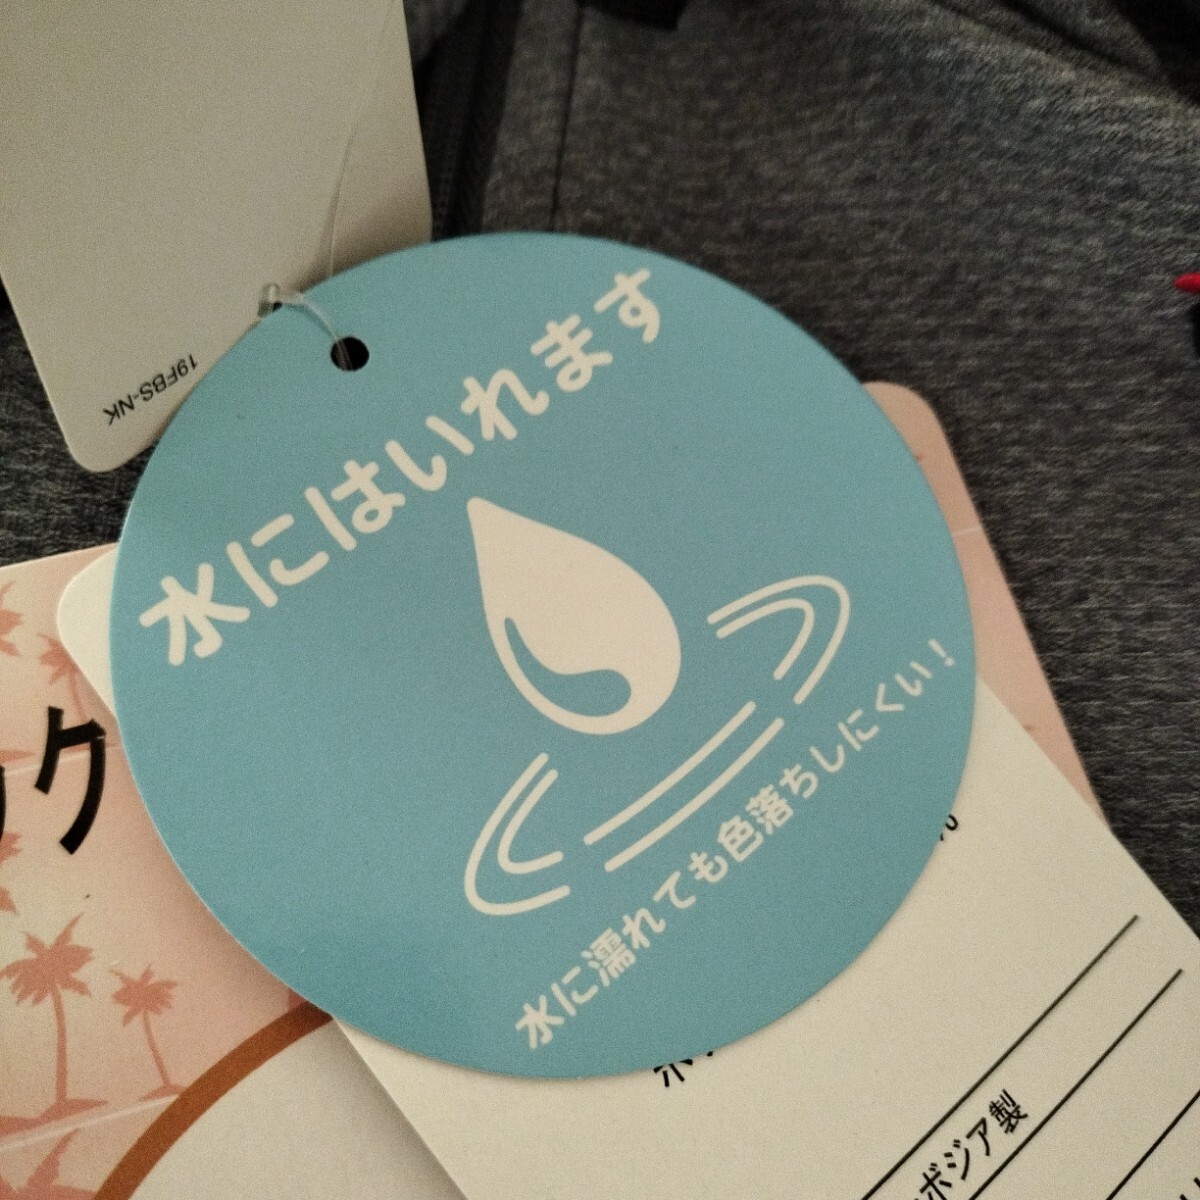 19FBS-NK
水にはいれます
水に濡れても色落ちしにくい!
ク
ボジア製